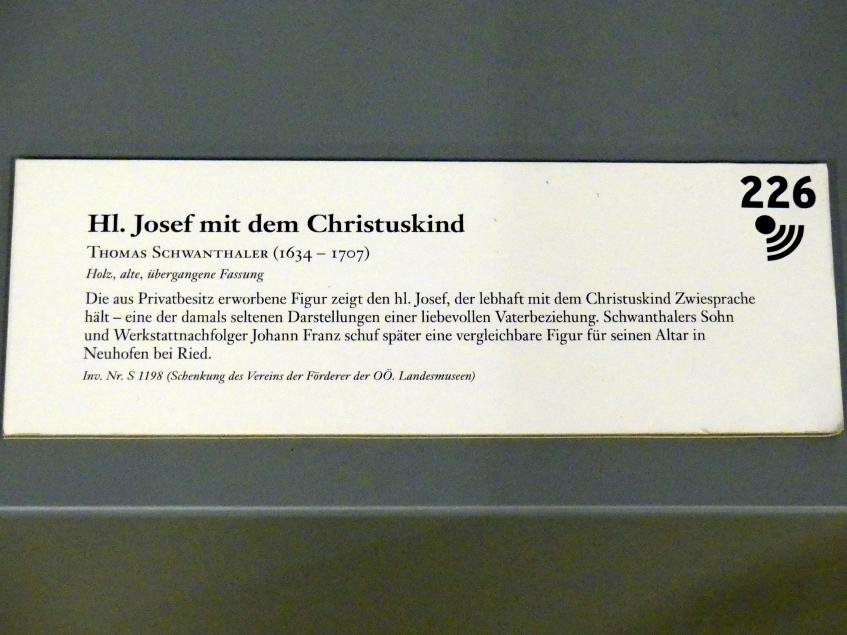 226
Hl. Josef mit dem Christuskind
Thomas Schwanthaler (1634 – 1707)
Holz, alte, übergangene Fassung
Die aus Privatbesitz erworbene Figur zeigt den hl. Josef, der lebhaft mit dem Christuskind Zwiesprache
hält – eine der damals seltenen Darstellungen einer liebevollen Vaterbeziehung. Schwanthalers Sohn
und Werkstattnachfolger Johann Franz schuf später eine vergleichbare Figur für seinen Altar in
Neuhofen bei Ried.
Inv. Nr. S 1198 (Schenkung des Vereins der Förderer der OÖ. Landesmuseen)